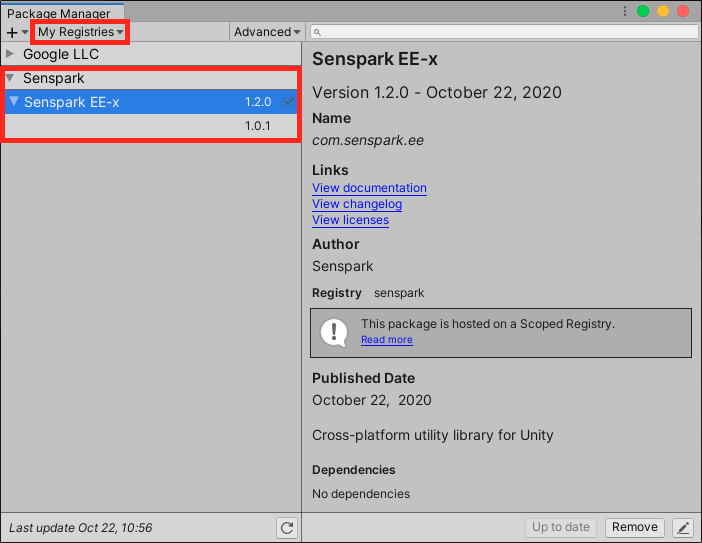 Package Manager
My Registries
Advanced
Google LLC
Senspark
Senspark EE-x 1.2.0
1.0.1
Last update Oct 22, 10:56
Senspark EE-x
Version 1.2.0 - October 22, 2020
Name
com.senspark.ee
Links
View documentation
View changelog
View licenses
Author
Senspark
Registry senspark
This package is hosted on a Scoped Registry.
Read more
Published Date
October 22, 2020
Cross-platform utility library for Unity
Dependencies
No dependencies
Up to date Remove